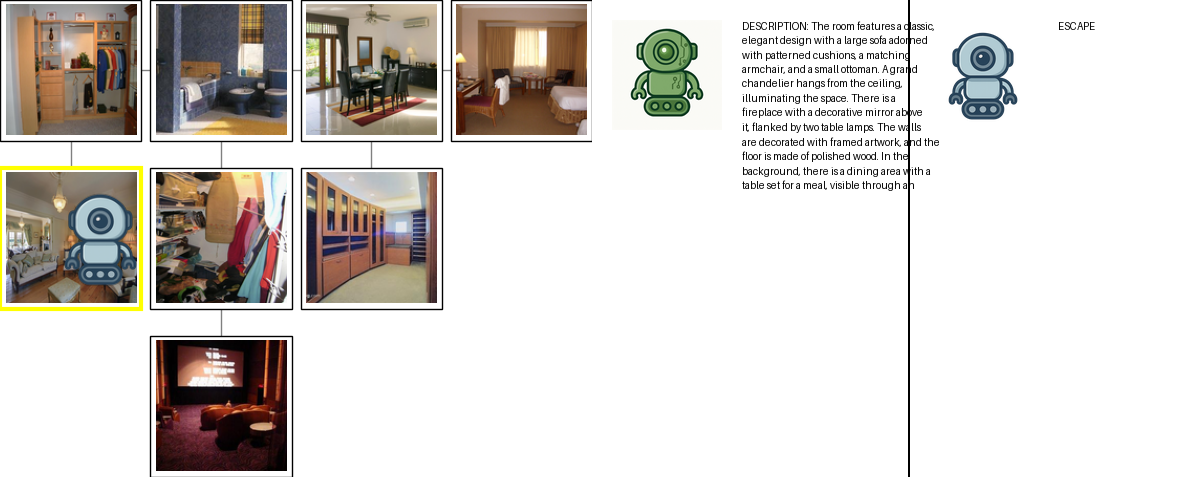 DESCRIPTION: The room features a classic,
elegant design with a large sofa adorned
with patterned cushions, a matching
armchair, and a small ottoman. A grand
chandelier hangs from the ceiling,
illuminating the space. There is a
fireplace with a decorative mirror above
it, flanked by two table lamps. The walls
are decorated with framed artwork, and the
floor is made of polished wood. In the
background, there is a dining area with a
table set for a meal, visible through an
ESCAPE